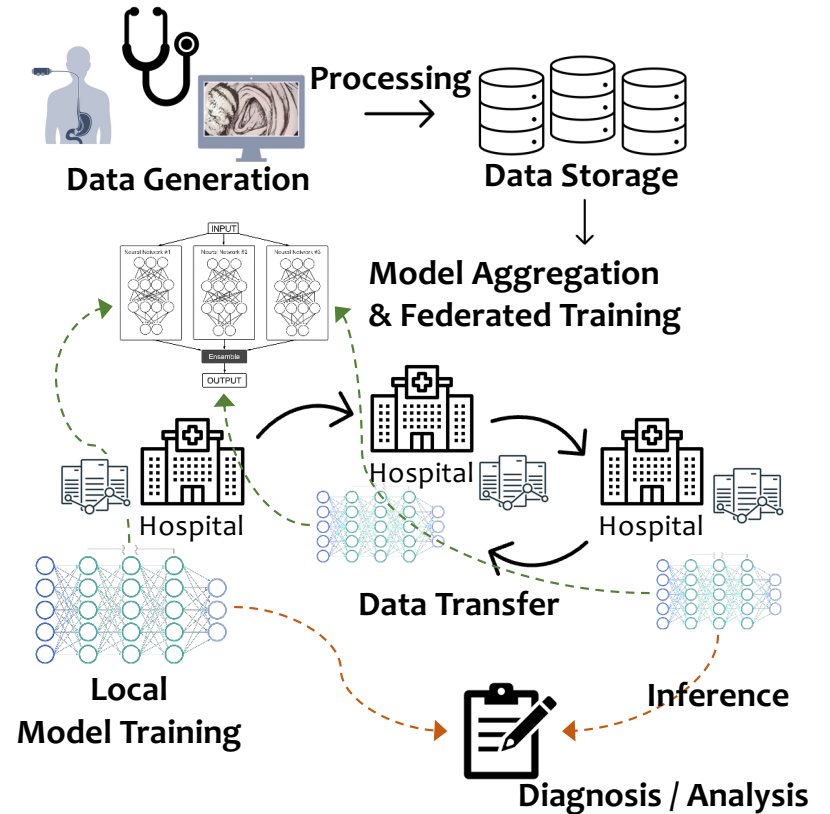 Processing
Data Generation
Data Storage
INPUT
Neural Network #1
Neural Network #2
Neural Network #3
Model Aggregation
& Federated Training
Ensamble
OUTPUT
Hospital
Hospital
Hospital
Data Transfer
Local
Model Training
Inference
Diagnosis / Analysis